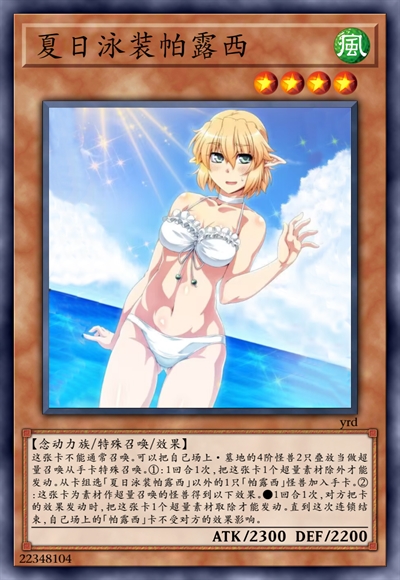 夏日泳装帕露西
風
yrd
【念动力族/特殊召唤/效果】
这张卡不能通常召唤。可以把自己场上・墓地的4阶怪兽2只叠放当做超
量召唤从手卡特殊召唤。①:1回合1次,把这张卡1个超量素材除外才能发
动。从卡组选「夏日泳装帕露西」以外的1只「帕露西」怪兽加入手卡。②
:这张卡为素材作超量召唤的怪兽得到以下效果。●1回合1次,对方把卡
的效果发动时,把这张卡1个超量素材取除才能发动。直到这次连锁结
束,自己场上的「帕露西」卡不受对方的效果影响。
ATK/2300 DEF/2200
22348104